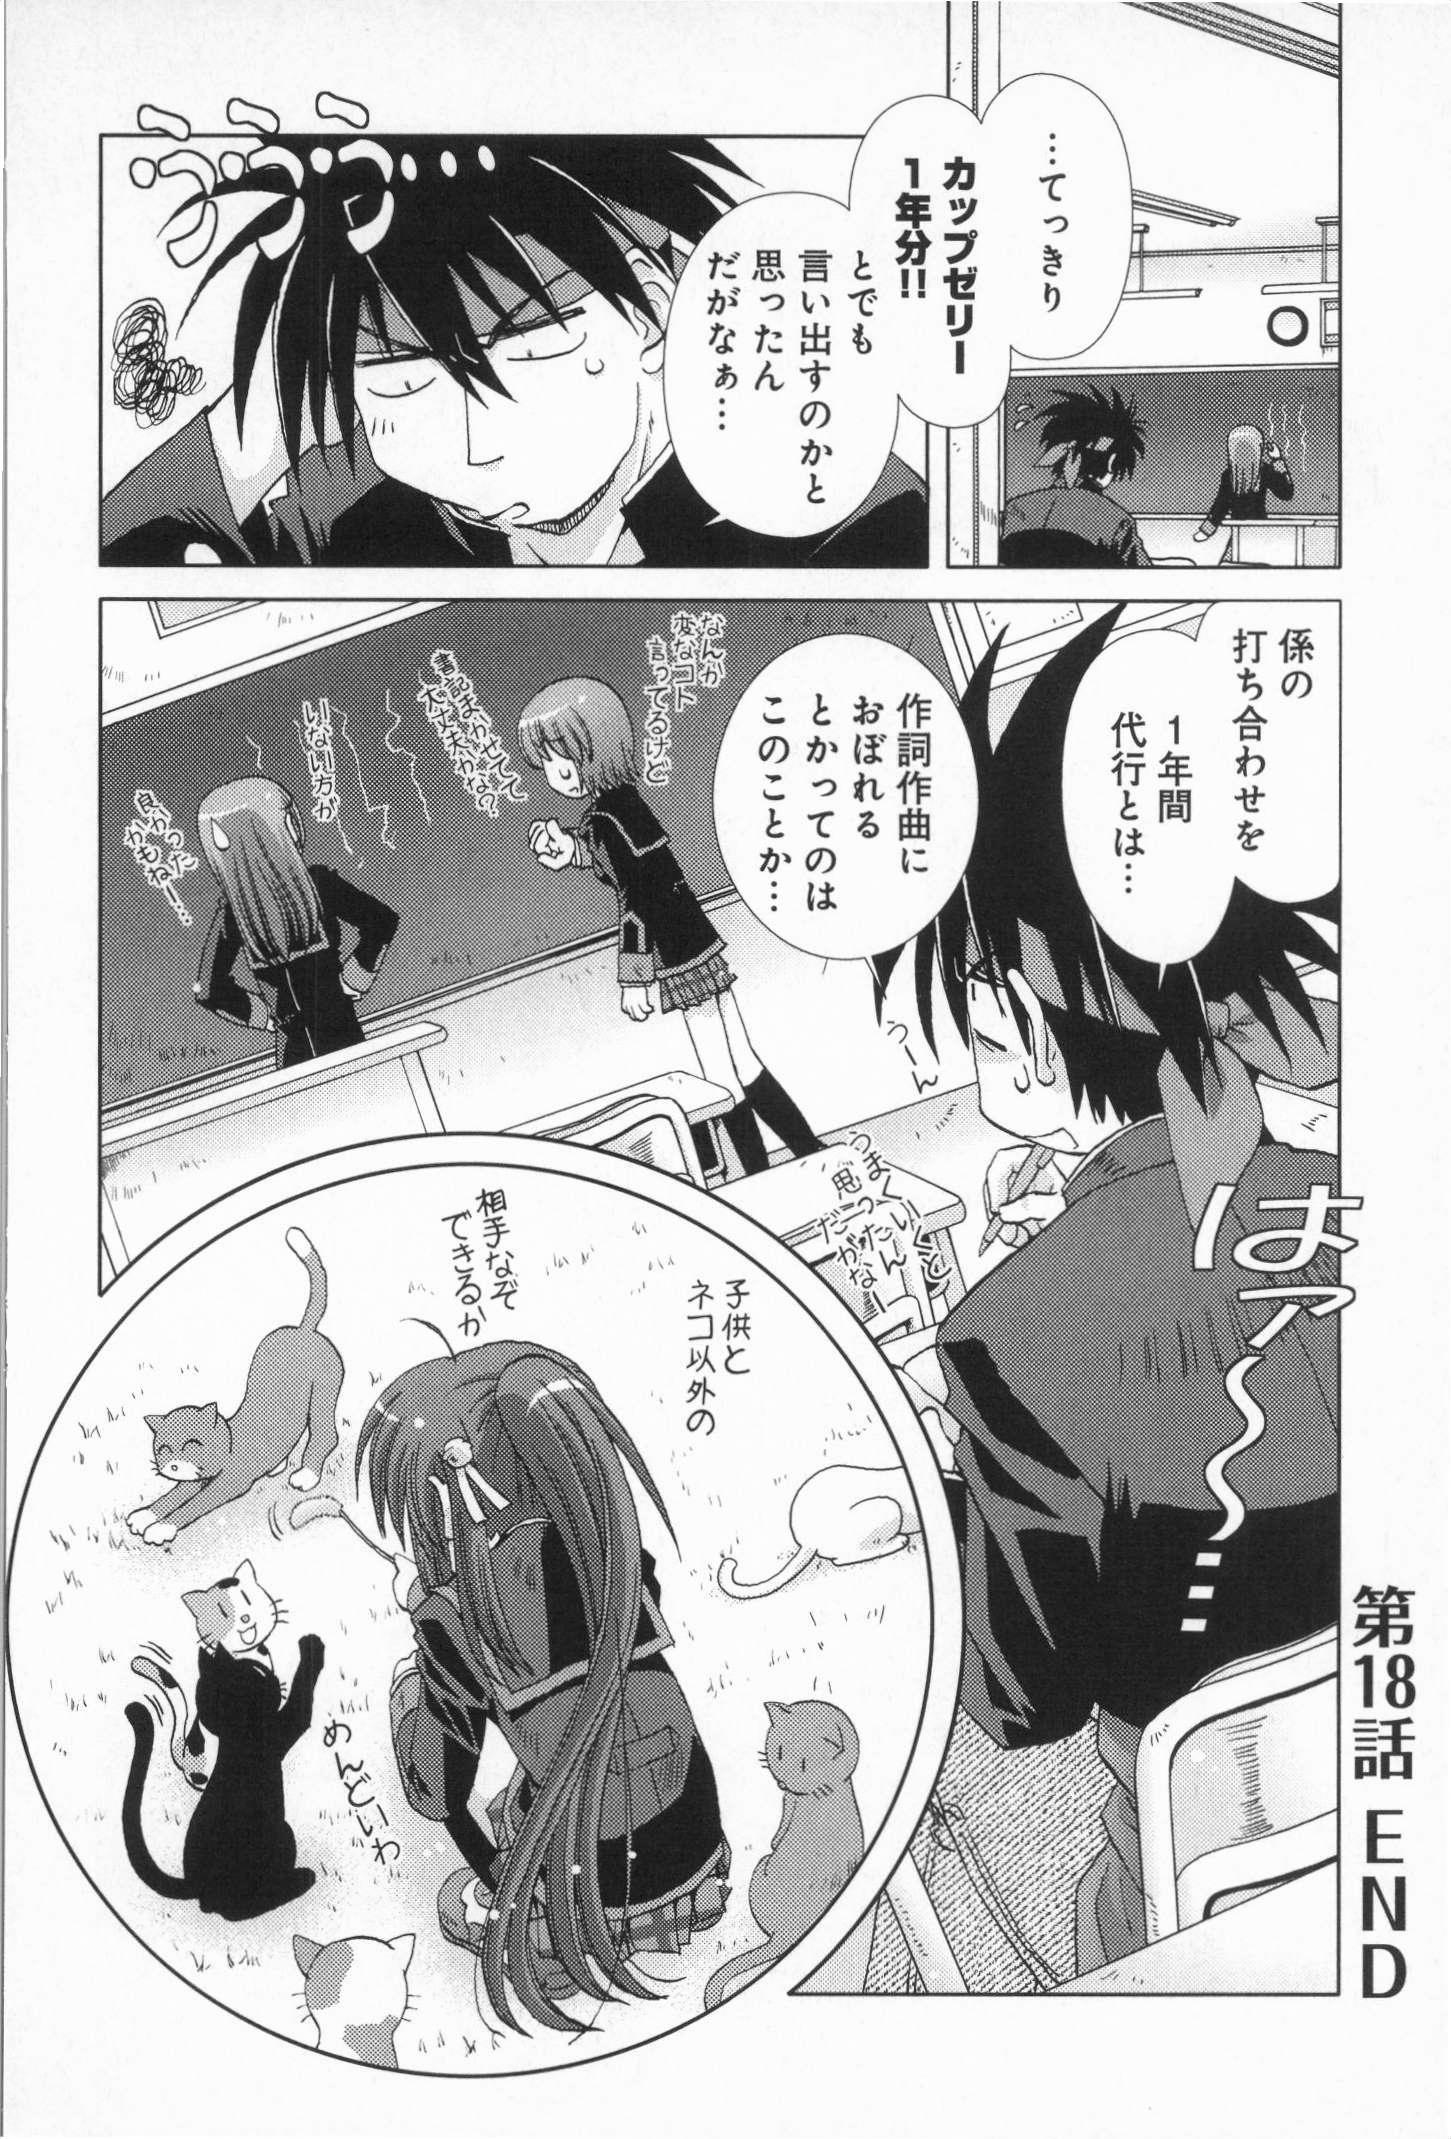 …てっきり
カップゼリー
1年分!!
とでも
言い出すのかと
思ったん
だがなぁ…
う゛う゛う゛…
係の
打ち合わせを
1年間
代行とは…
作詞作曲に
おぼれる
とかってのは
このことか…
なんか
変なコト
言ってるけど
書記まかせてて
大丈夫かな?
いない方が
良かった
かもねー…
うーん
うまくいくと
思ったん
だがなー
はァ～～…
子供と
ネコ以外の
相手なぞ
できるか
めんどいわ
第18話 END